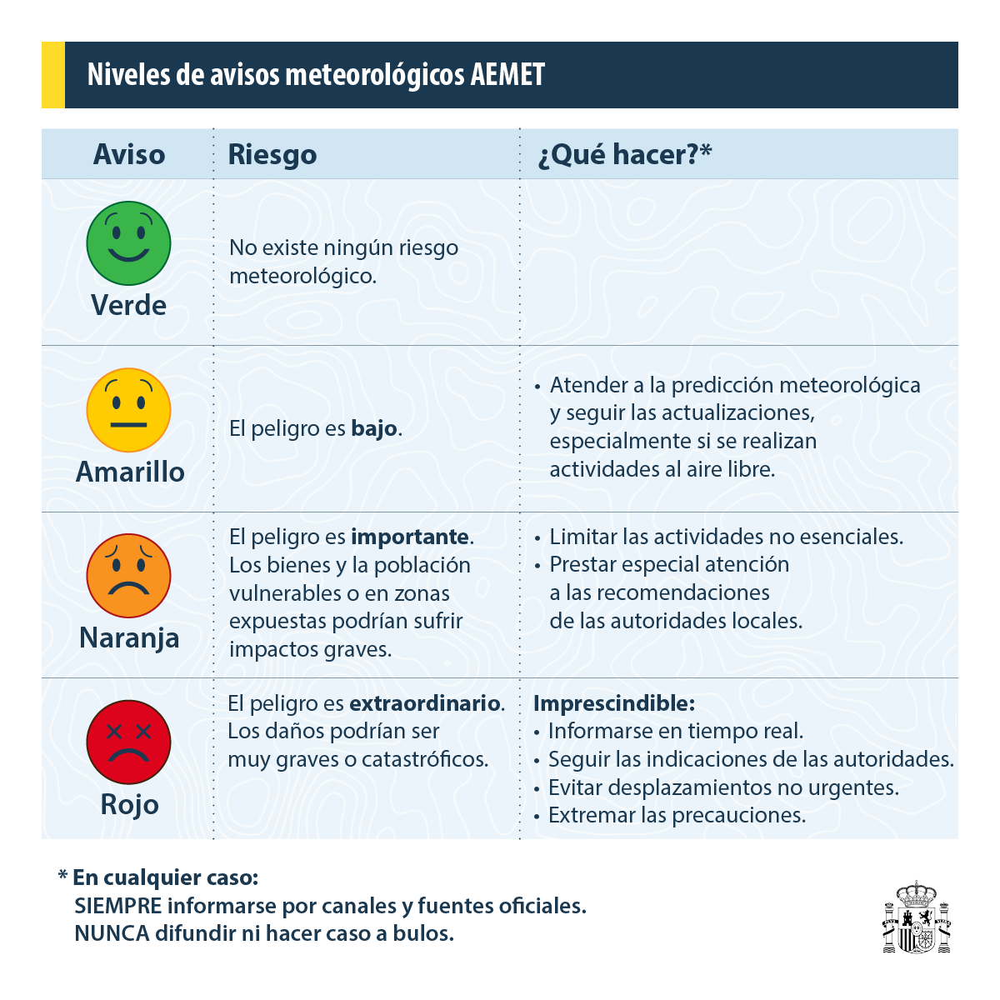 Niveles de avisos meteorológicos AEMET
Aviso
Riesgo
¿Qué hacer?*
Verde
No existe ningún riesgo
meteorológico.
Amarillo
El peligro es bajo.
• Atender a la predicción meteorológica
y seguir las actualizaciones,
especialmente si se realizan
actividades al aire libre.
Naranja
El peligro es importante.
Los bienes y la población
vulnerables o en zonas
expuestas podrían sufrir
impactos graves.
• Limitar las actividades no esenciales.
• Prestar especial atención
a las recomendaciones
de las autoridades locales.
Rojo
El peligro es extraordinario.
Los daños podrían ser
muy graves o catastróficos.
Imprescindible:
• Informarse en tiempo real.
• Seguir las indicaciones de las autoridades.
• Evitar desplazamientos no urgentes.
• Extremar las precauciones.
* En cualquier caso:
SIEMPRE informarse por canales y fuentes oficiales.
NUNCA difundir ni hacer caso a bulos.